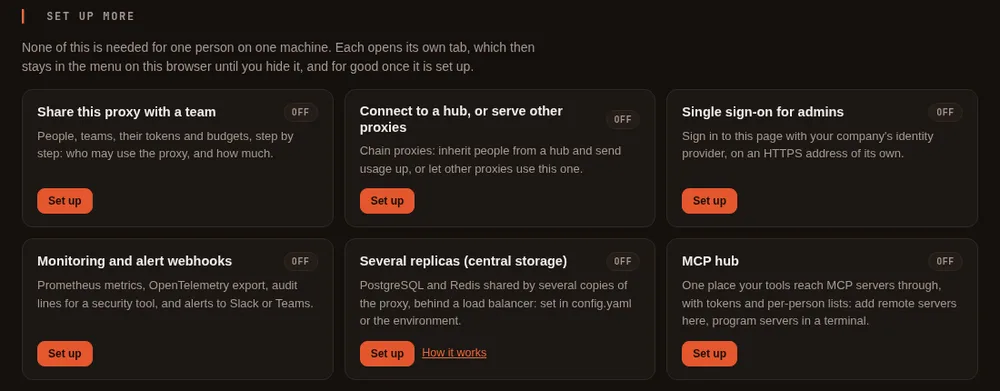 SET UP MORE
None of this is needed for one person on one machine. Each opens its own tab, which then
stays in the menu on this browser until you hide it, and for good once it is set up.
Share this proxy with a team
OFF
People, teams, their tokens and budgets, step by
step: who may use the proxy, and how much.
Set up
Connect to a hub, or serve other
proxies
OFF
Chain proxies: inherit people from a hub and send
usage up, or let other proxies use this one.
Set up
Single sign-on for admins
OFF
Sign in to this page with your company's identity
provider, on an HTTPS address of its own.
Set up
Monitoring and alert webhooks
OFF
Prometheus metrics, OpenTelemetry export, audit
lines for a security tool, and alerts to Slack or Teams.
Set up
Several replicas (central storage)
OFF
PostgreSQL and Redis shared by several copies of
the proxy, behind a load balancer: set in config.yaml
or the environment.
Set up
How it works
MCP hub
OFF
One place your tools reach MCP servers through,
with tokens and per-person lists: add remote servers
here, program servers in a terminal.
Set up